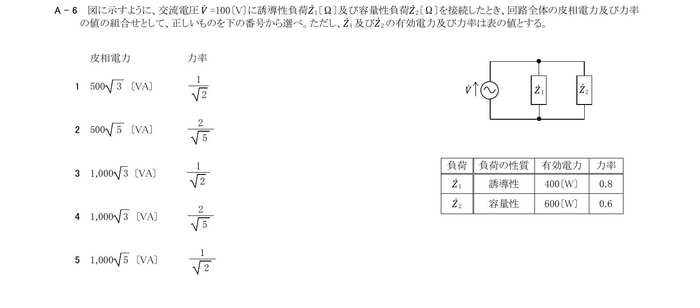 A－6 図に示すように、交流電圧V̇＝100〔V〕に誘導性負荷Ż₁〔Ω〕及び容量性負荷Ż₂〔Ω〕を接続したとき、回路全体の皮相電力及び力率
の値の組合せとして、正しいものを下の番号から選べ。ただし、Ż₁及びŻ₂の有効電力及び力率は表の値とする。
皮相電力 力率
1 500√3 〔VA〕 1/√2
2 500√5 〔VA〕 2/√5
3 1,000√3 〔VA〕 1/√2
4 1,000√3 〔VA〕 2/√5
5 1,000√5 〔VA〕 1/√2
V̇ Ż₁ Ż₂
負荷 負荷の性質 有効電力 力率
Ż₁ 誘導性 400〔W〕 0.8
Ż₂ 容量性 600〔W〕 0.6